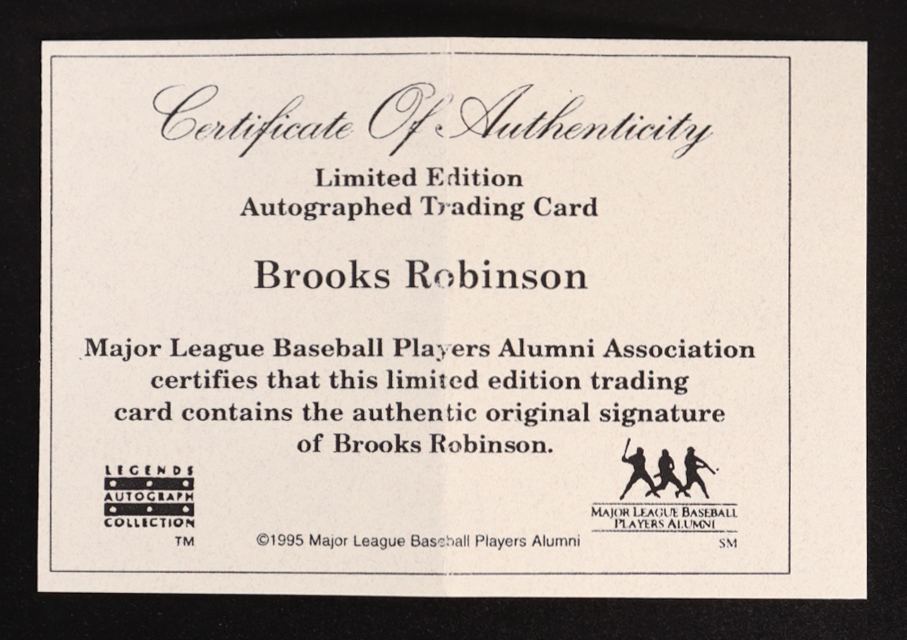 Certificate Of Authenticity
Limited Edition
Autographed Trading Card
Brooks Robinson
Major League Baseball Players Alumni Association
certifies that this limited edition trading
card contains the authentic original signature
of Brooks Robinson.
LEGENDS
AUTOGRAPH
COLLECTION
TM
©1995 Major League Baseball Players Alumni
MAJOR LEAGUE BASEBALL
PLAYERS ALUMNI
SM